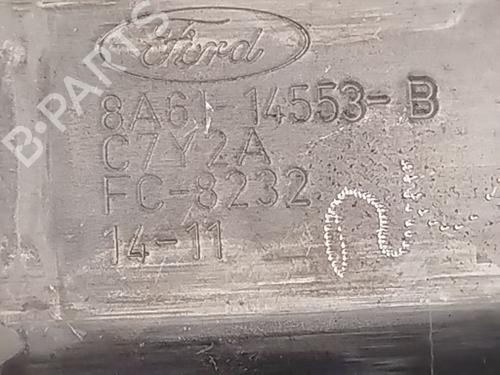 Ford
8A61-14553-B
C7Y2A
FC-8232
14-11
B-PARTS